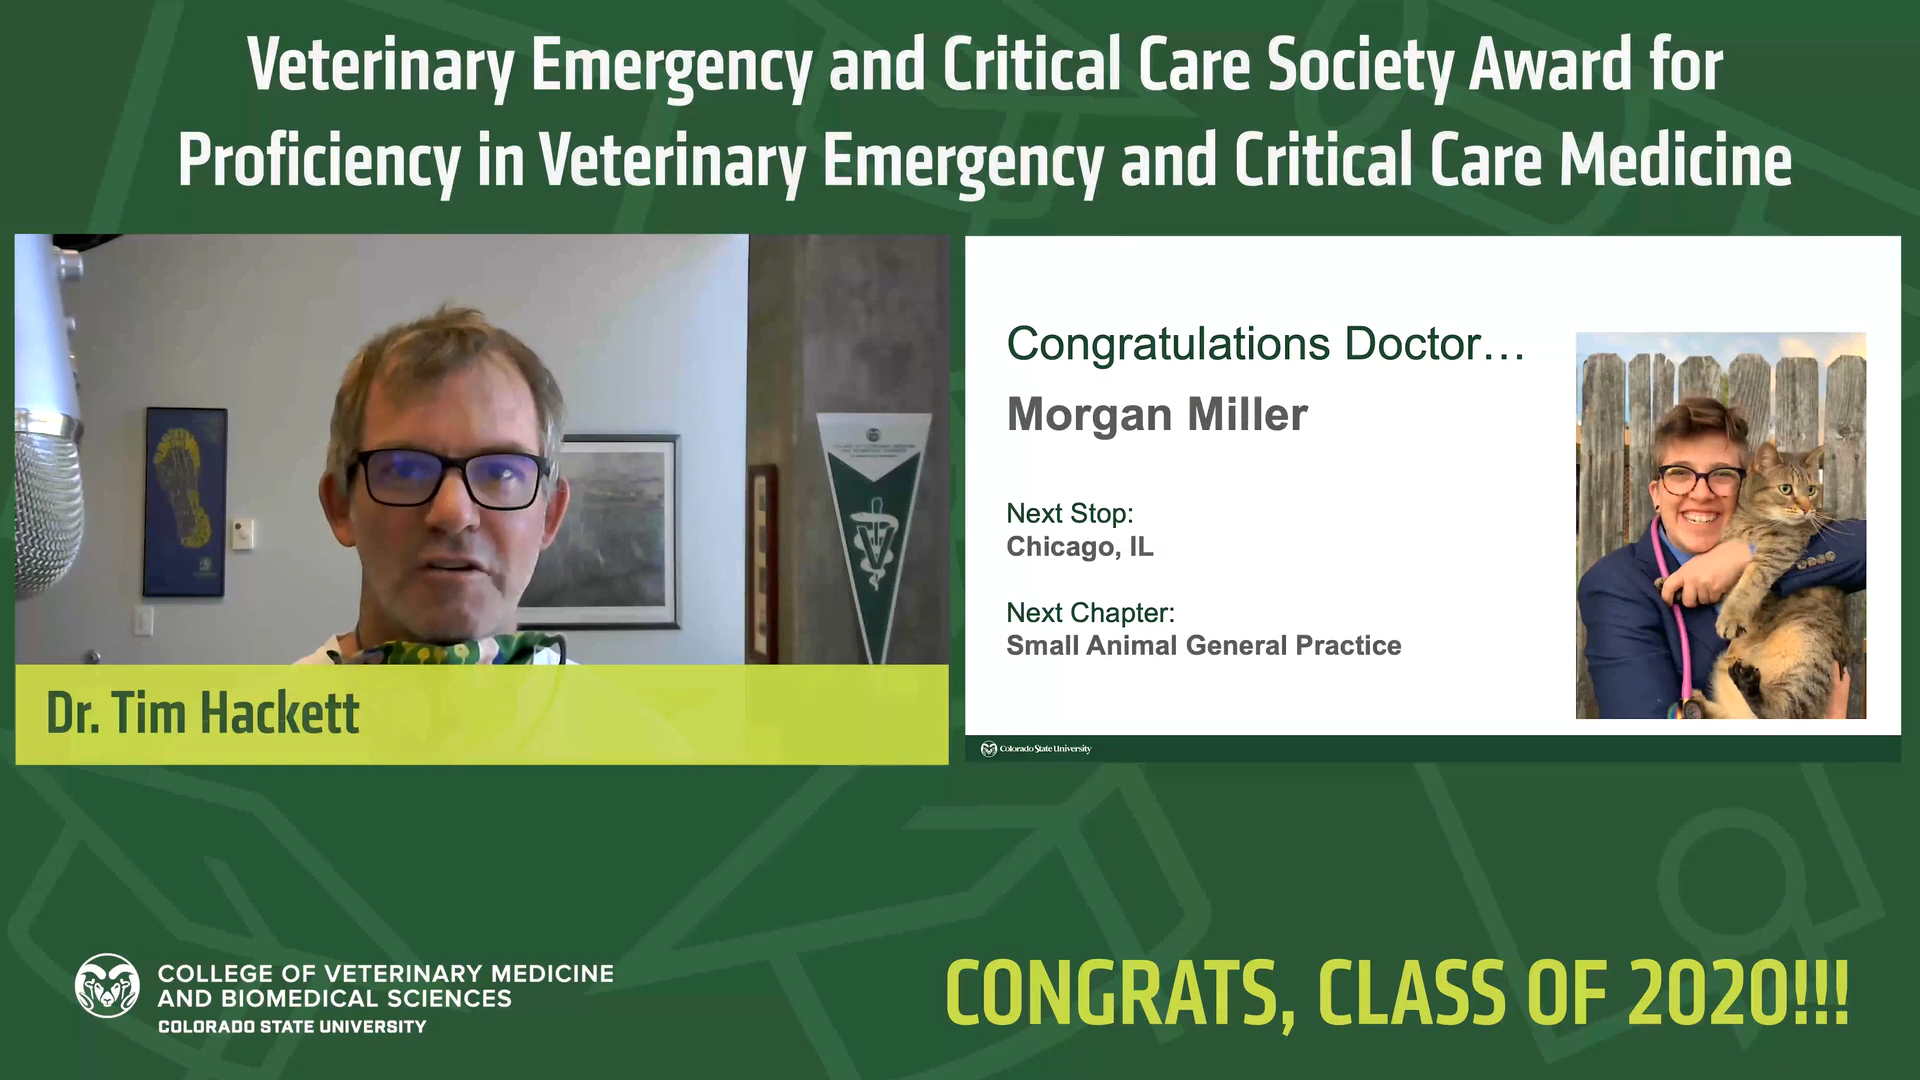 Veterinary Emergency and Critical Care Society Award for
Proficiency in Veterinary Emergency and Critical Care Medicine
Dr. Tim Hackett
Congratulations Doctor…
Morgan Miller
Next Stop:
Chicago, IL
Next Chapter:
Small Animal General Practice
Colorado State University
COLLEGE OF VETERINARY MEDICINE
AND BIOMEDICAL SCIENCES
COLORADO STATE UNIVERSITY
CONGRATS, CLASS OF 2020!!!